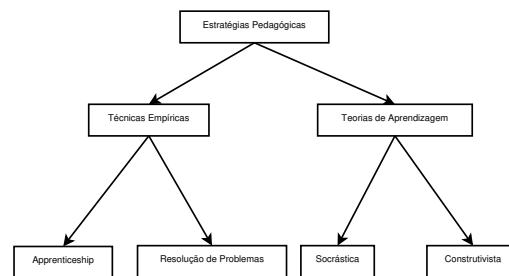 Estratégias Pedagógicas
Técnicas Empíricas
Teorias de Aprendizagem
Apprenticeship
Resolução de Problemas
Socrástica
Construtivista